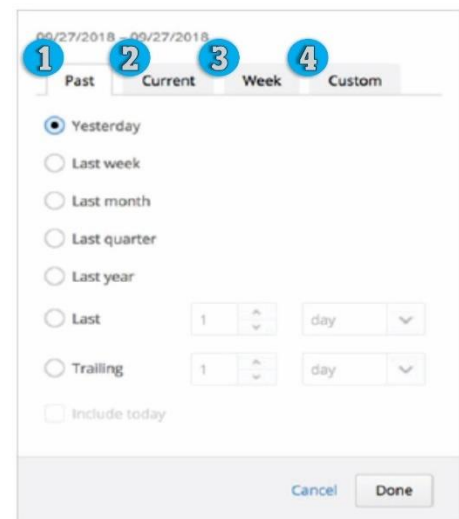 09/27/2018 – 09/27/2018
1 2 3 4
Past Current Week Custom
Yesterday
Last week
Last month
Last quarter
Last year
Last 1 day
Trailing 1 day
Include today
Cancel Done